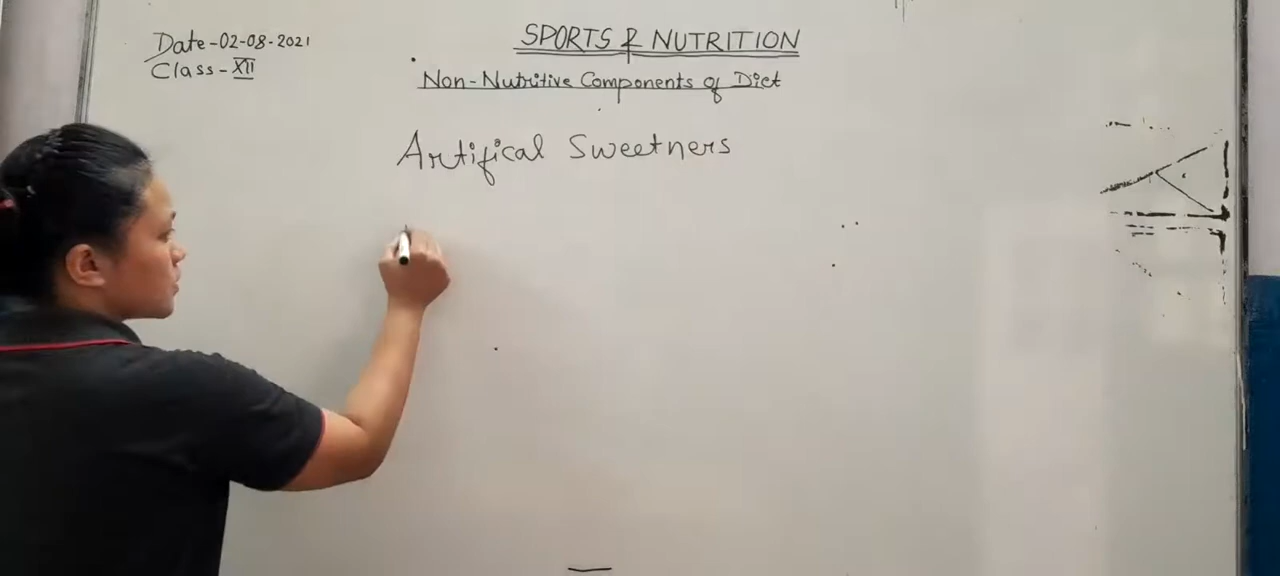 Date-02-08-2021
Class-XII
SPORTS & NUTRITION
Non-Nutritive Components of Diet
Artifical Sweetners